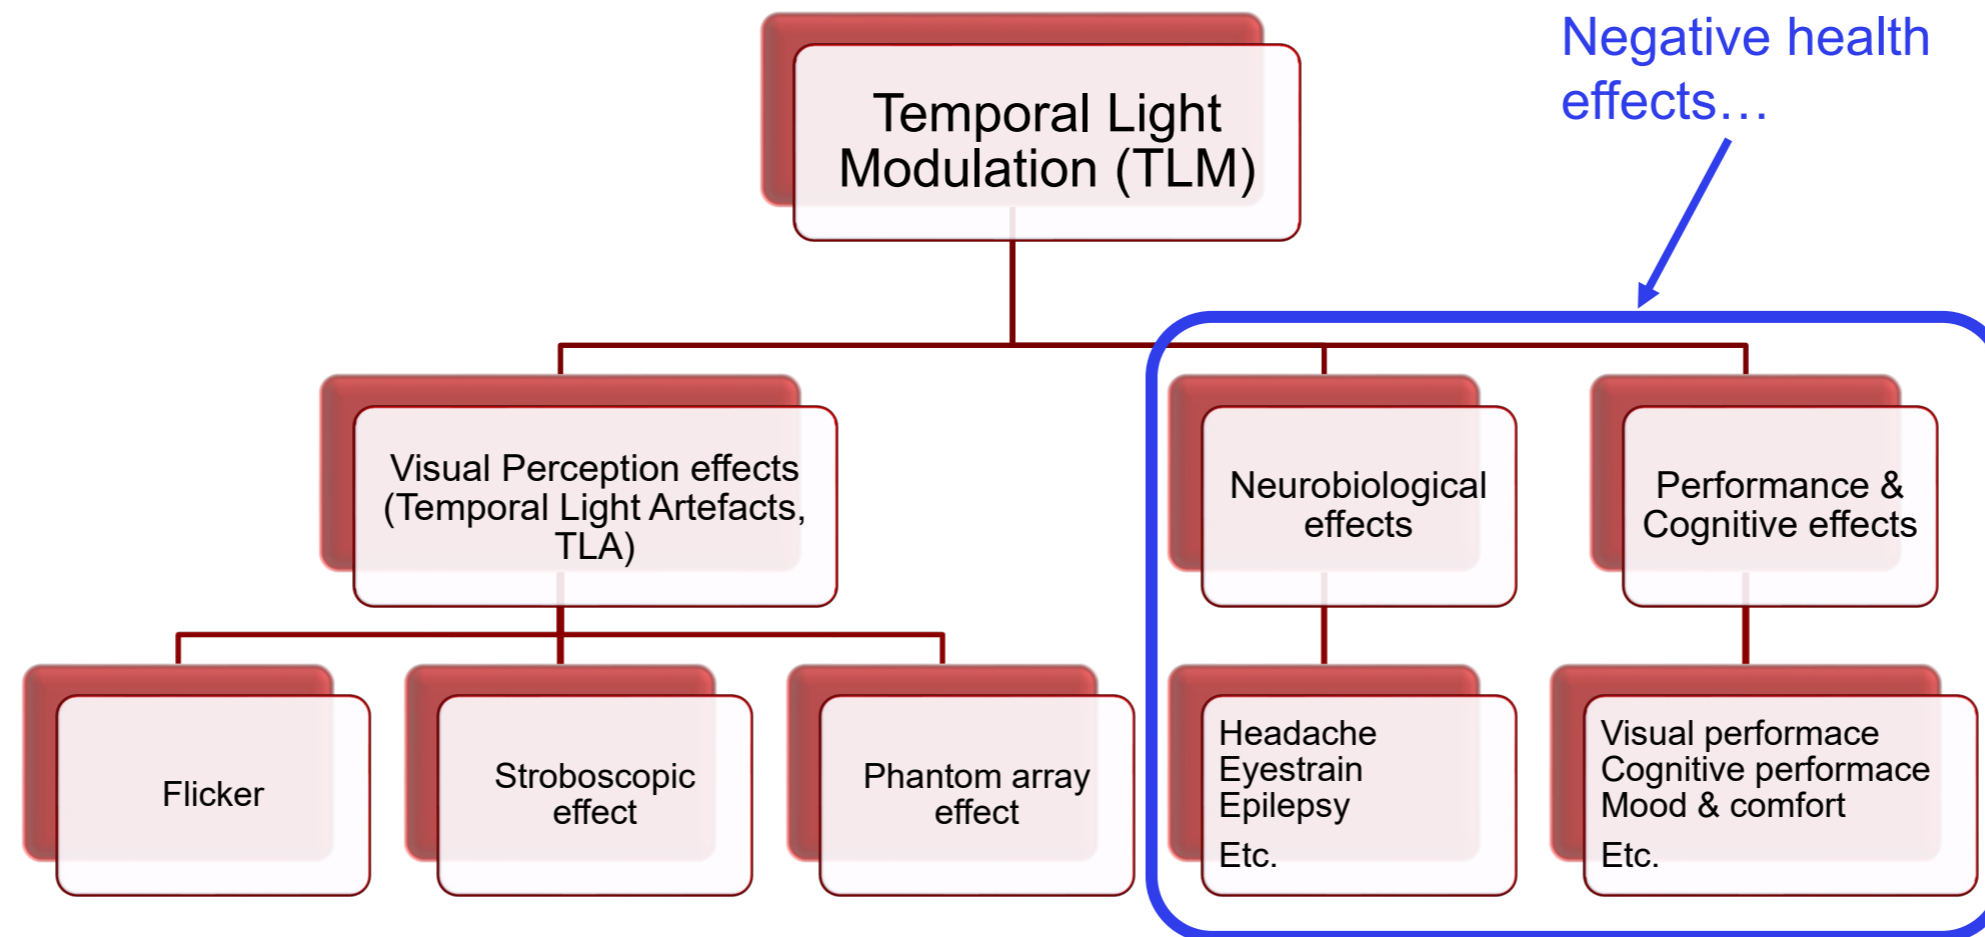 Negative health
effects…
Temporal Light
Modulation (TLM)
Visual Perception effects
(Temporal Light Artefacts,
TLA)
Neurobiological
effects
Performance &
Cognitive effects
Flicker
Stroboscopic
effect
Phantom array
effect
Headache
Eyestrain
Epilepsy
Etc.
Visual performace
Cognitive performace
Mood & comfort
Etc.